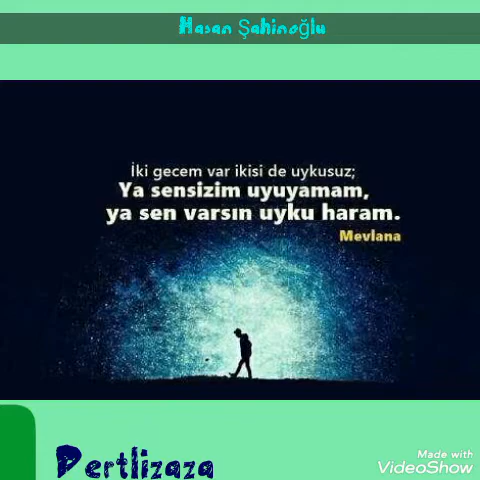 Hasan Şahinoğlu
İki gecem var ikisi de uykusuz;
Ya sensizim uyuyamam,
ya sen varsın uyku haram.
Mevlana
Pertlizaza
Made with
VideoShow